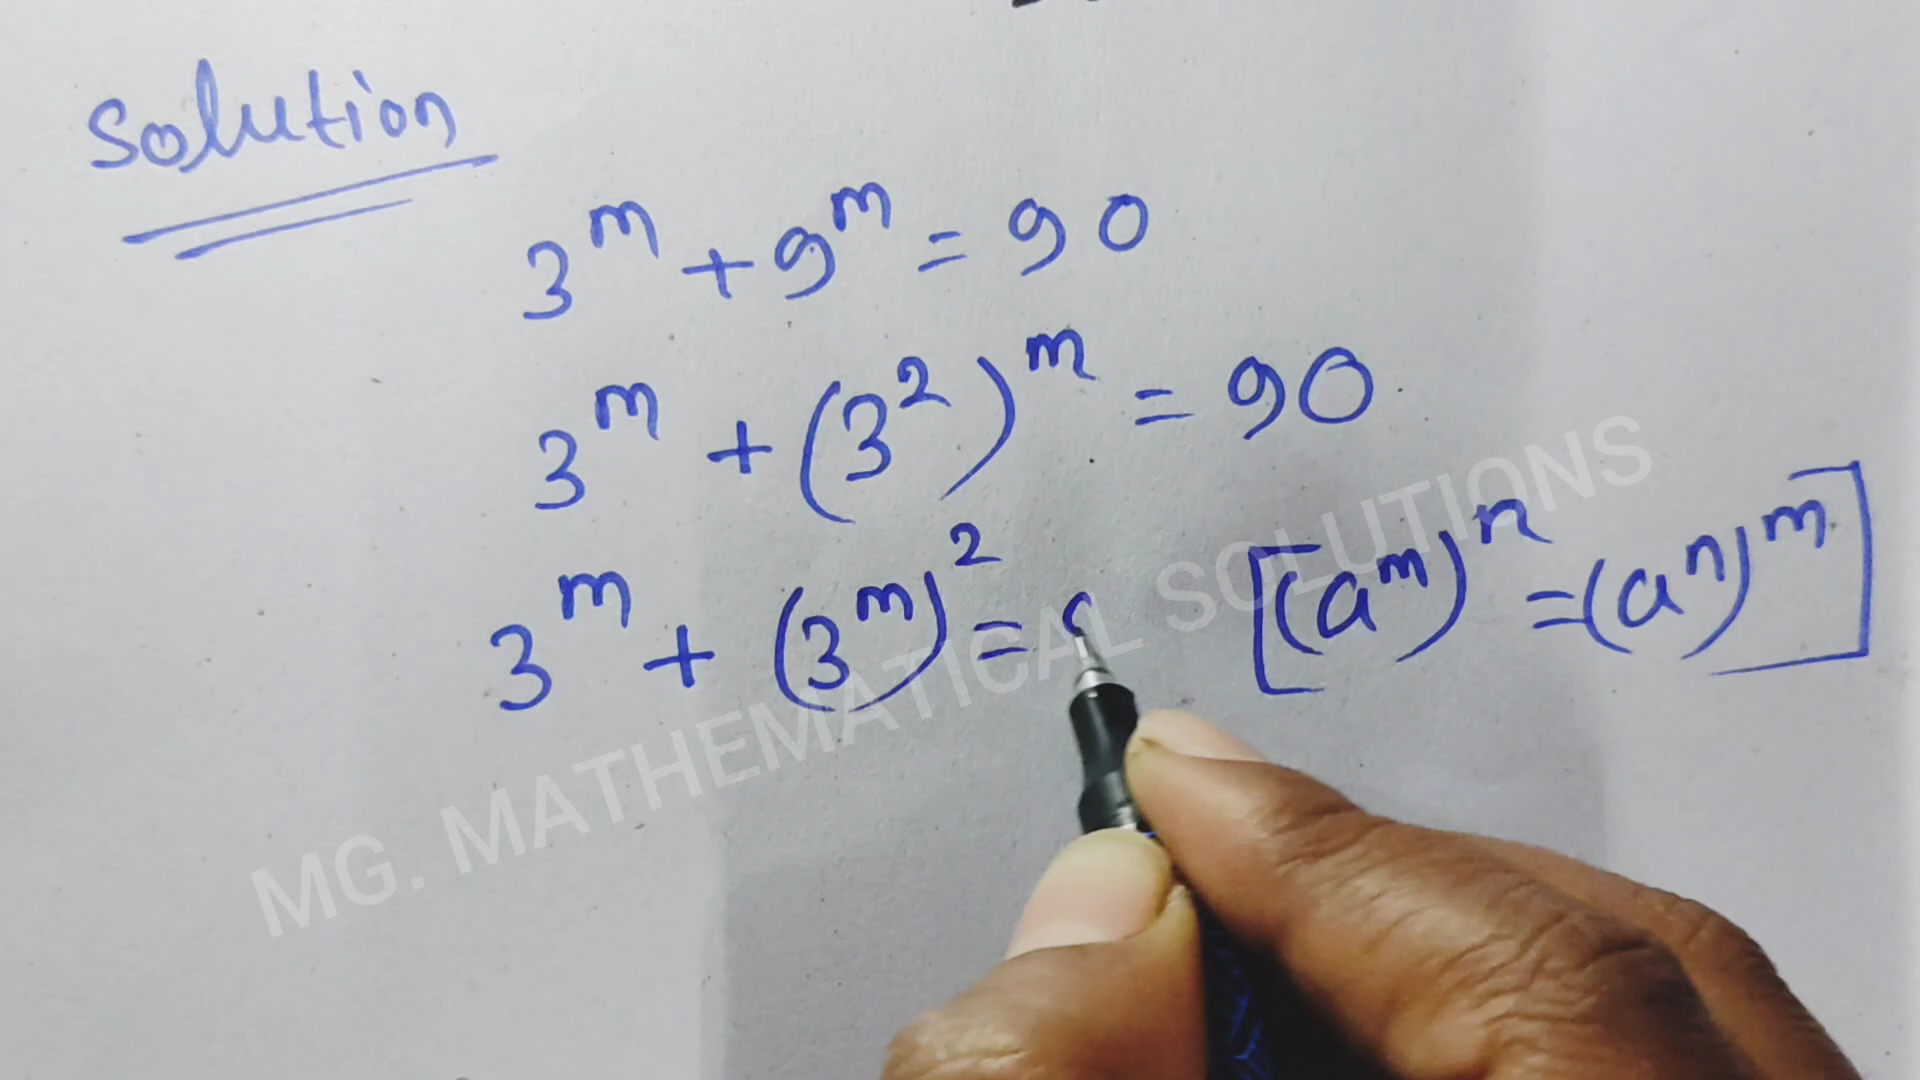 Solution
3^m + 9^m = 90
3^m + (3^2)^m = 90
3^m + (3^m)^2 = [(a^m)^n = (a^n)^m]
MG. MATHEMATICAL SOLUTIONS